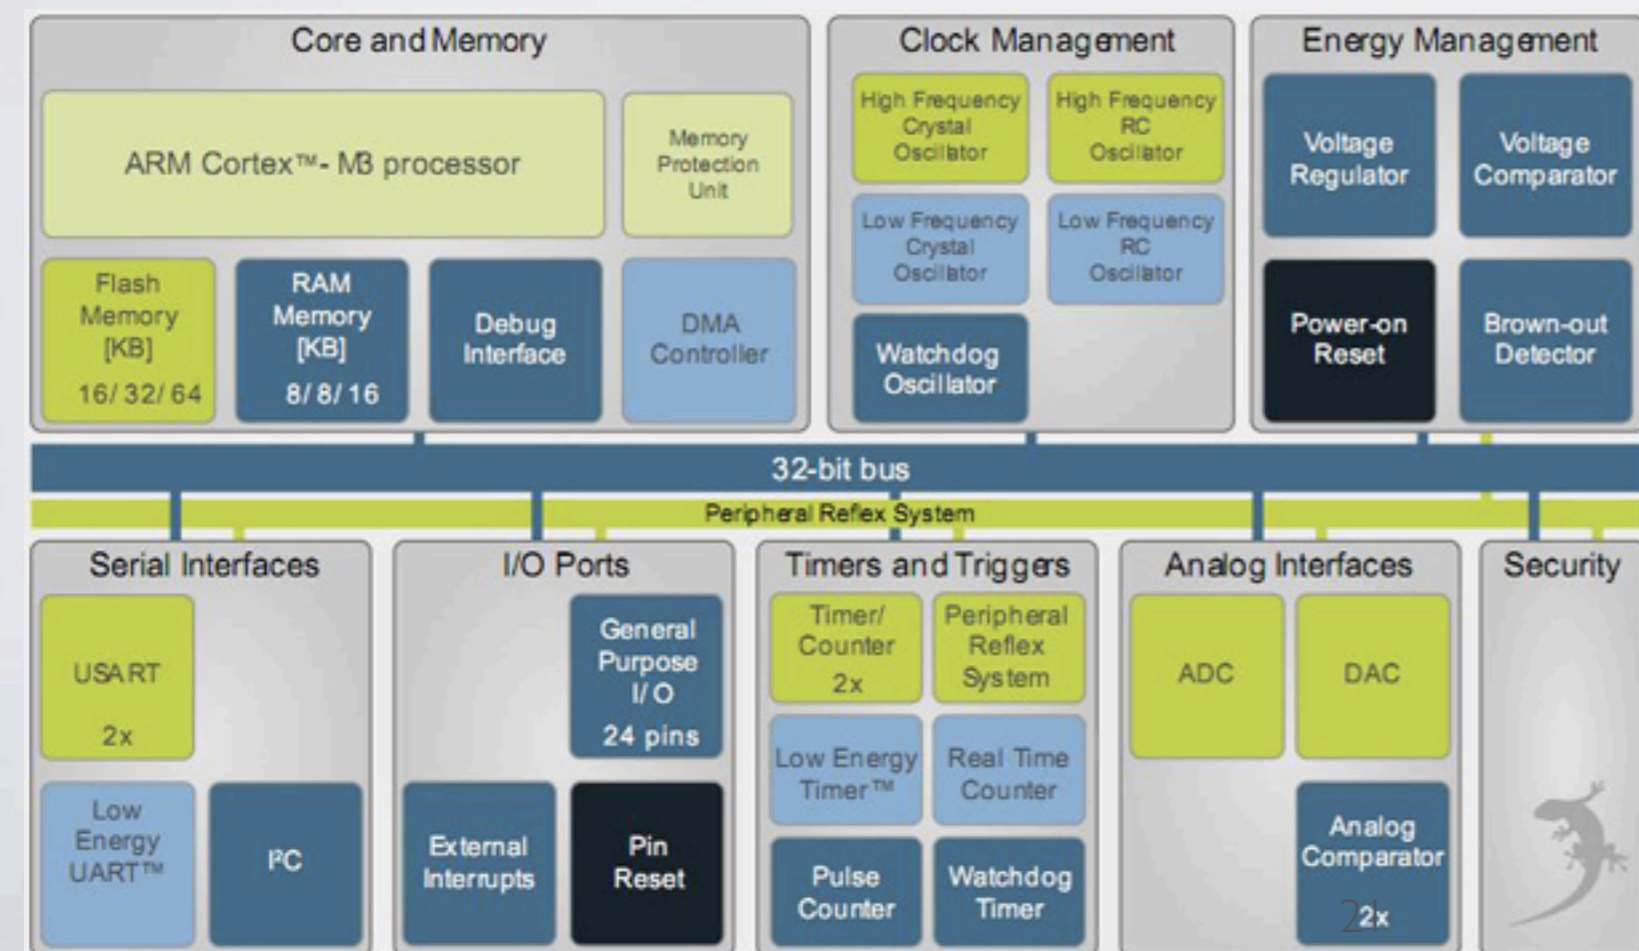 Core and Memory
ARM Cortex™- M3 processor
Memory
Protection
Unit
Flash
Memory
[KB]
16/ 32/ 64
RAM
Memory
[KB]
8/ 8/ 16
Debug
Interface
DMA
Controller
Clock Management
High Frequency
Crystal
Oscillator
High Frequency
RC
Oscillator
Low Frequency
Crystal
Oscillator
Low Frequency
RC
Oscillator
Watchdog
Oscillator
Energy Management
Voltage
Regulator
Voltage
Comparator
Power-on
Reset
Brown-out
Detector
32-bit bus
Peripheral Reflex System
Serial Interfaces
USART
2x
Low
Energy
UART™
I²C
I/O Ports
General
Purpose
I/ O
24 pins
External
Interrupts
Pin
Reset
Timers and Triggers
Timer/
Counter
2x
Peripheral
Reflex
System
Low Energy
Timer™
Real Time
Counter
Pulse
Counter
Watchdog
Timer
Analog Interfaces
ADC
DAC
Analog
Comparator
2x
21
Security